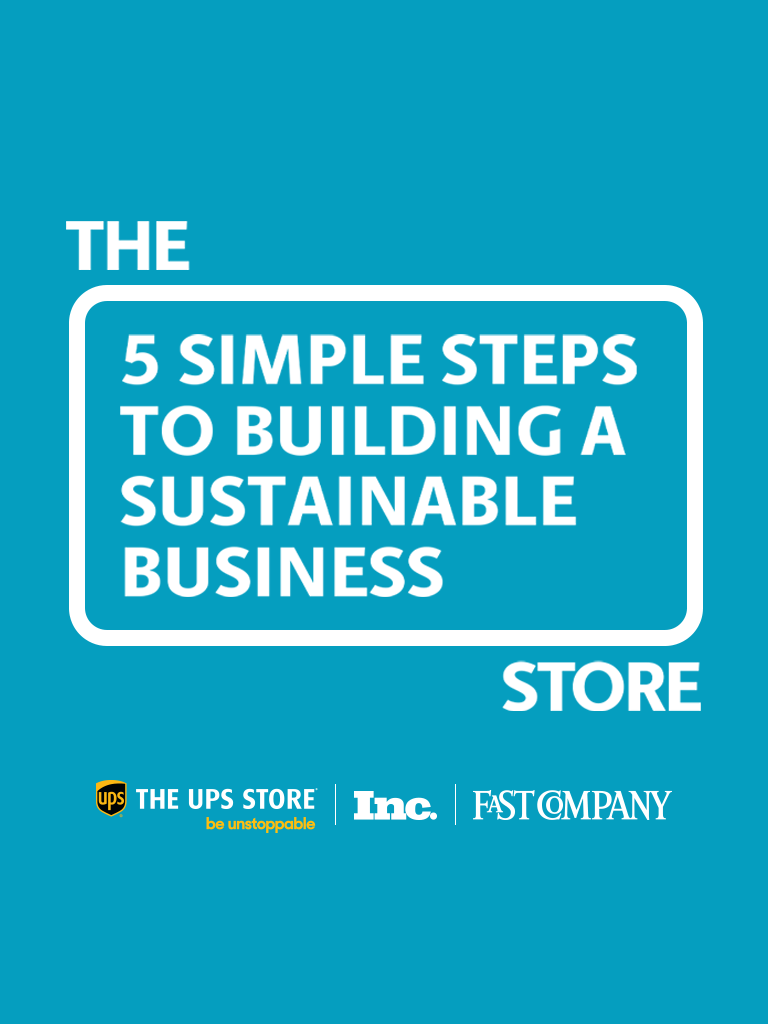 THE
5 SIMPLE STEPS
TO BUILDING A
SUSTAINABLE
BUSINESS
STORE
ups THE UPS STORE Inc. FAST COMPANY
be unstoppable